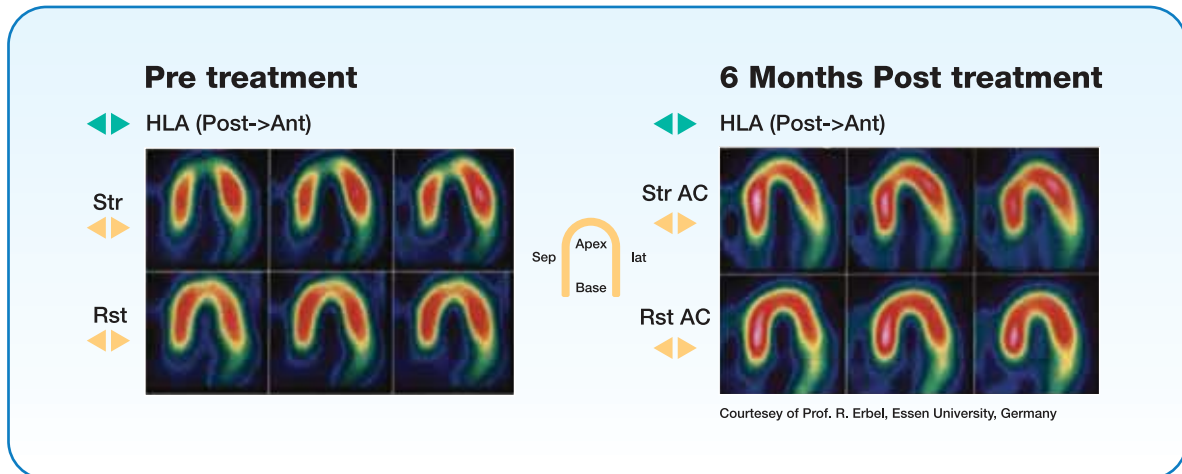 Pre treatment
HLA (Post->Ant)
Str
Rst
Apex
Sep
lat
Base
6 Months Post treatment
HLA (Post->Ant)
Str AC
Rst AC
Courtesey of Prof. R. Erbel, Essen University, Germany